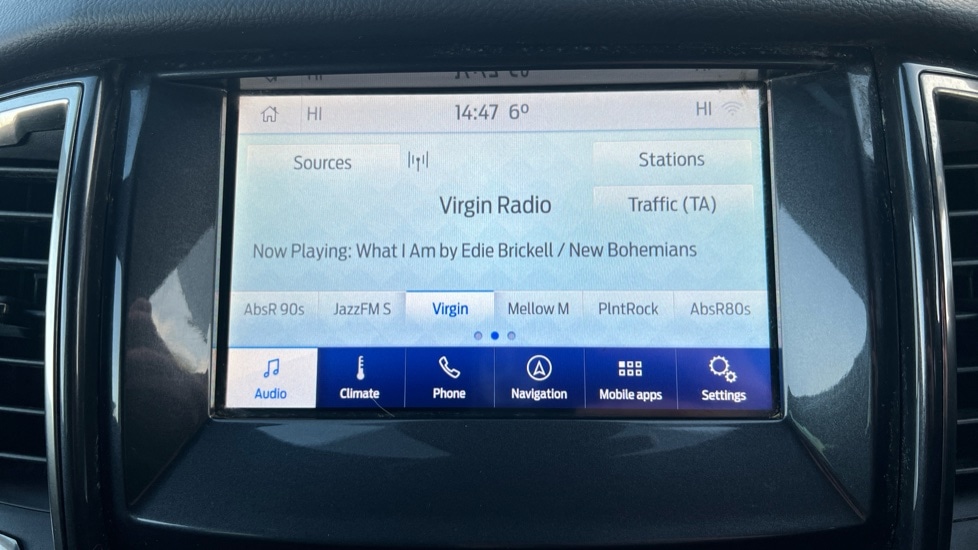 HI 14:47 6º HI
Sources Stations
Virgin Radio Traffic (TA)
Now Playing: What I Am by Edie Brickell / New Bohemians
AbsR 90s JazzFM S Virgin Mellow M PlntRock AbsR80s
Audio Climate Phone Navigation Mobile apps Settings